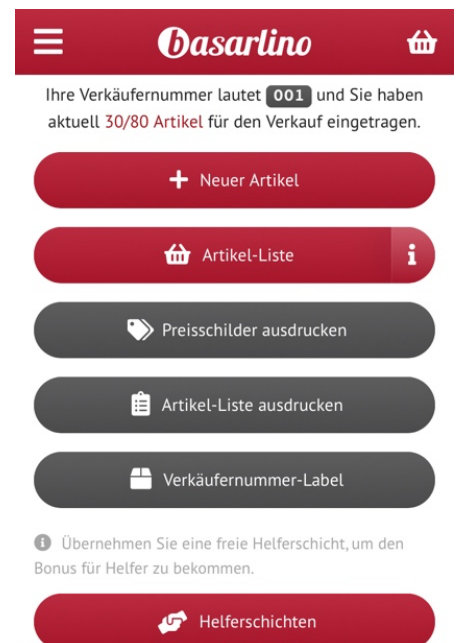 basarlino
Ihre Verkäufernummer lautet 001 und Sie haben
aktuell 30/80 Artikel für den Verkauf eingetragen.
Neuer Artikel
Artikel-Liste
Preisschilder ausdrucken
Artikel-Liste ausdrucken
Verkäufernummer-Label
Übernehmen Sie eine freie Helferschicht, um den
Bonus für Helfer zu bekommen.
Helferschichten